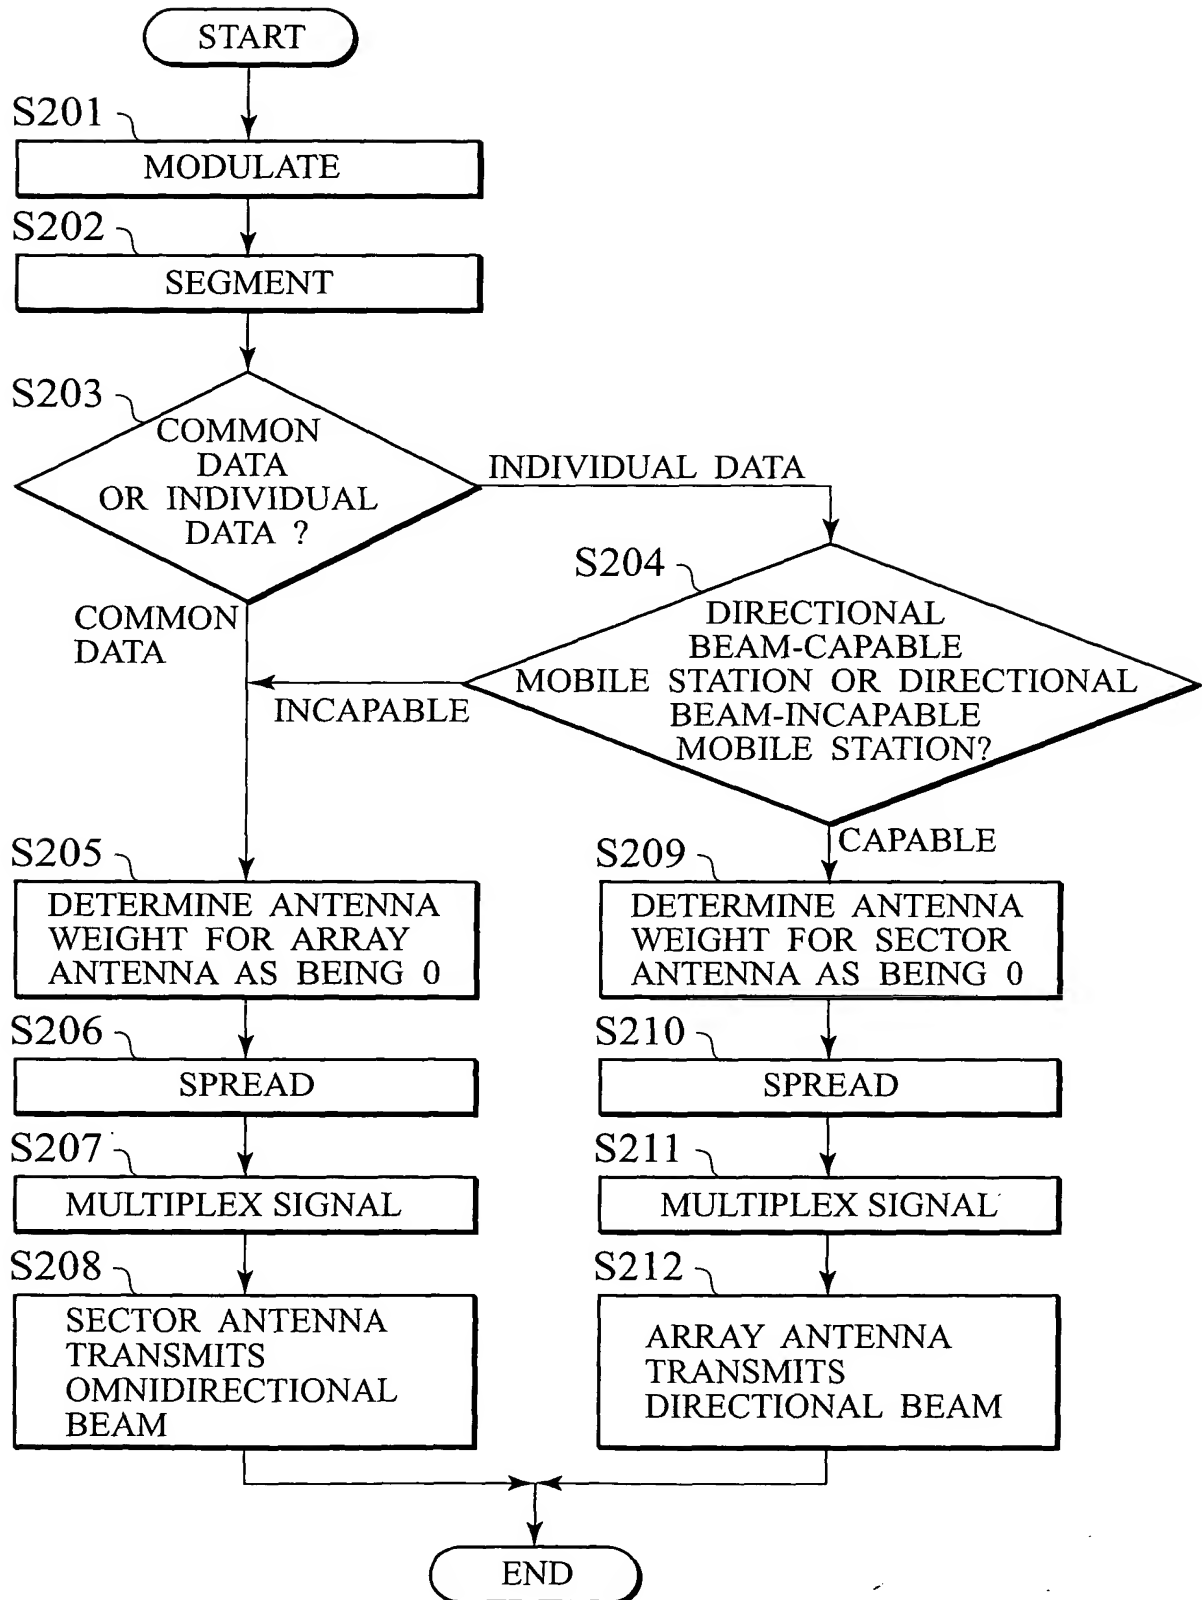 START
S201
MODULATE
S202
SEGMENT
S203
COMMON
DATA
OR INDIVIDUAL
DATA ?
INDIVIDUAL DATA
COMMON
DATA
S204
DIRECTIONAL
BEAM-CAPABLE
MOBILE STATION OR DIRECTIONAL
BEAM-INCAPABLE
MOBILE STATION?
INCAPABLE
CAPABLE
S205
DETERMINE ANTENNA
WEIGHT FOR ARRAY
ANTENNA AS BEING 0
S206
SPREAD
S207
MULTIPLEX SIGNAL
S208
SECTOR ANTENNA
TRANSMITS
OMNIDIRECTIONAL
BEAM
S209
DETERMINE ANTENNA
WEIGHT FOR SECTOR
ANTENNA AS BEING 0
S210
SPREAD
S211
MULTIPLEX SIGNAL
S212
ARRAY ANTENNA
TRANSMITS
DIRECTIONAL BEAM
END